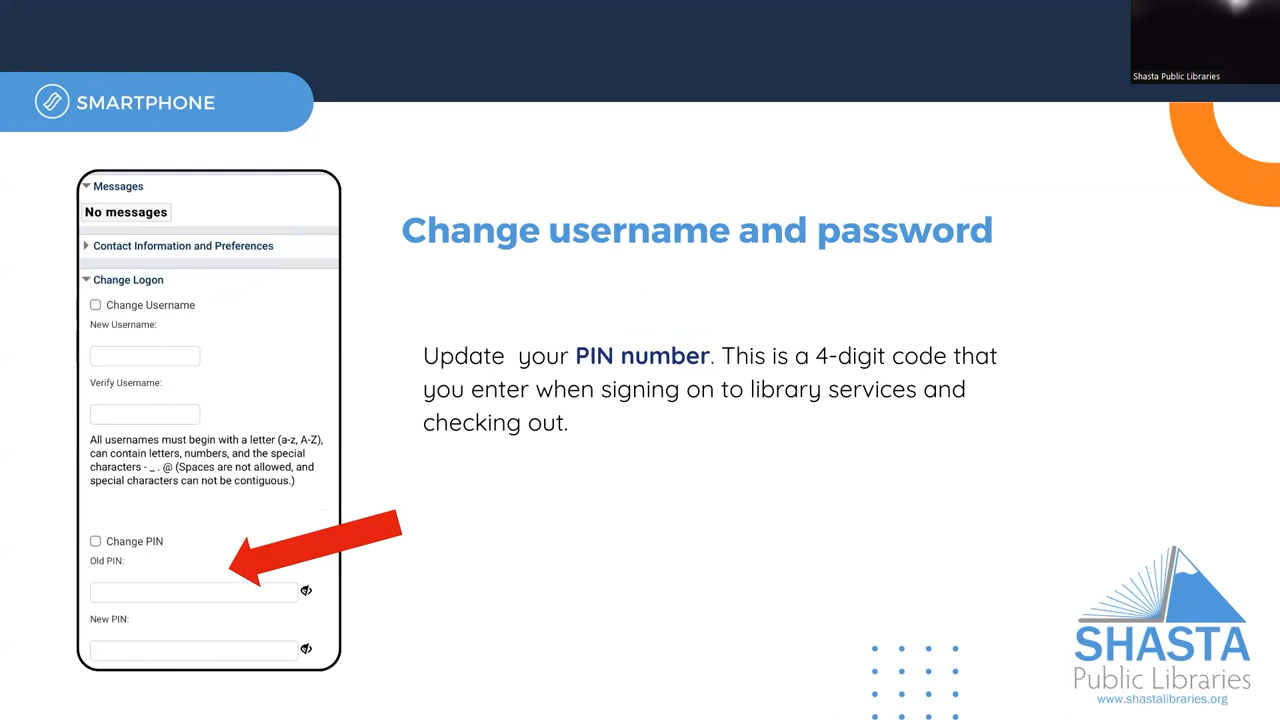 Shasta Public Libraries
SMARTPHONE
Messages
No messages
Contact Information and Preferences
Change Logon
Change Username
New Username:
Verify Username:
All usernames must begin with a letter (a-z, A-Z),
can contain letters, numbers, and the special
characters - _ . @ (Spaces are not allowed, and
special characters can not be contiguous.)
Change PIN
Old PIN:
New PIN:
Change username and password
Update your PIN number. This is a 4-digit code that
you enter when signing on to library services and
checking out.
SHASTA
Public Libraries
www.shastalibraries.org